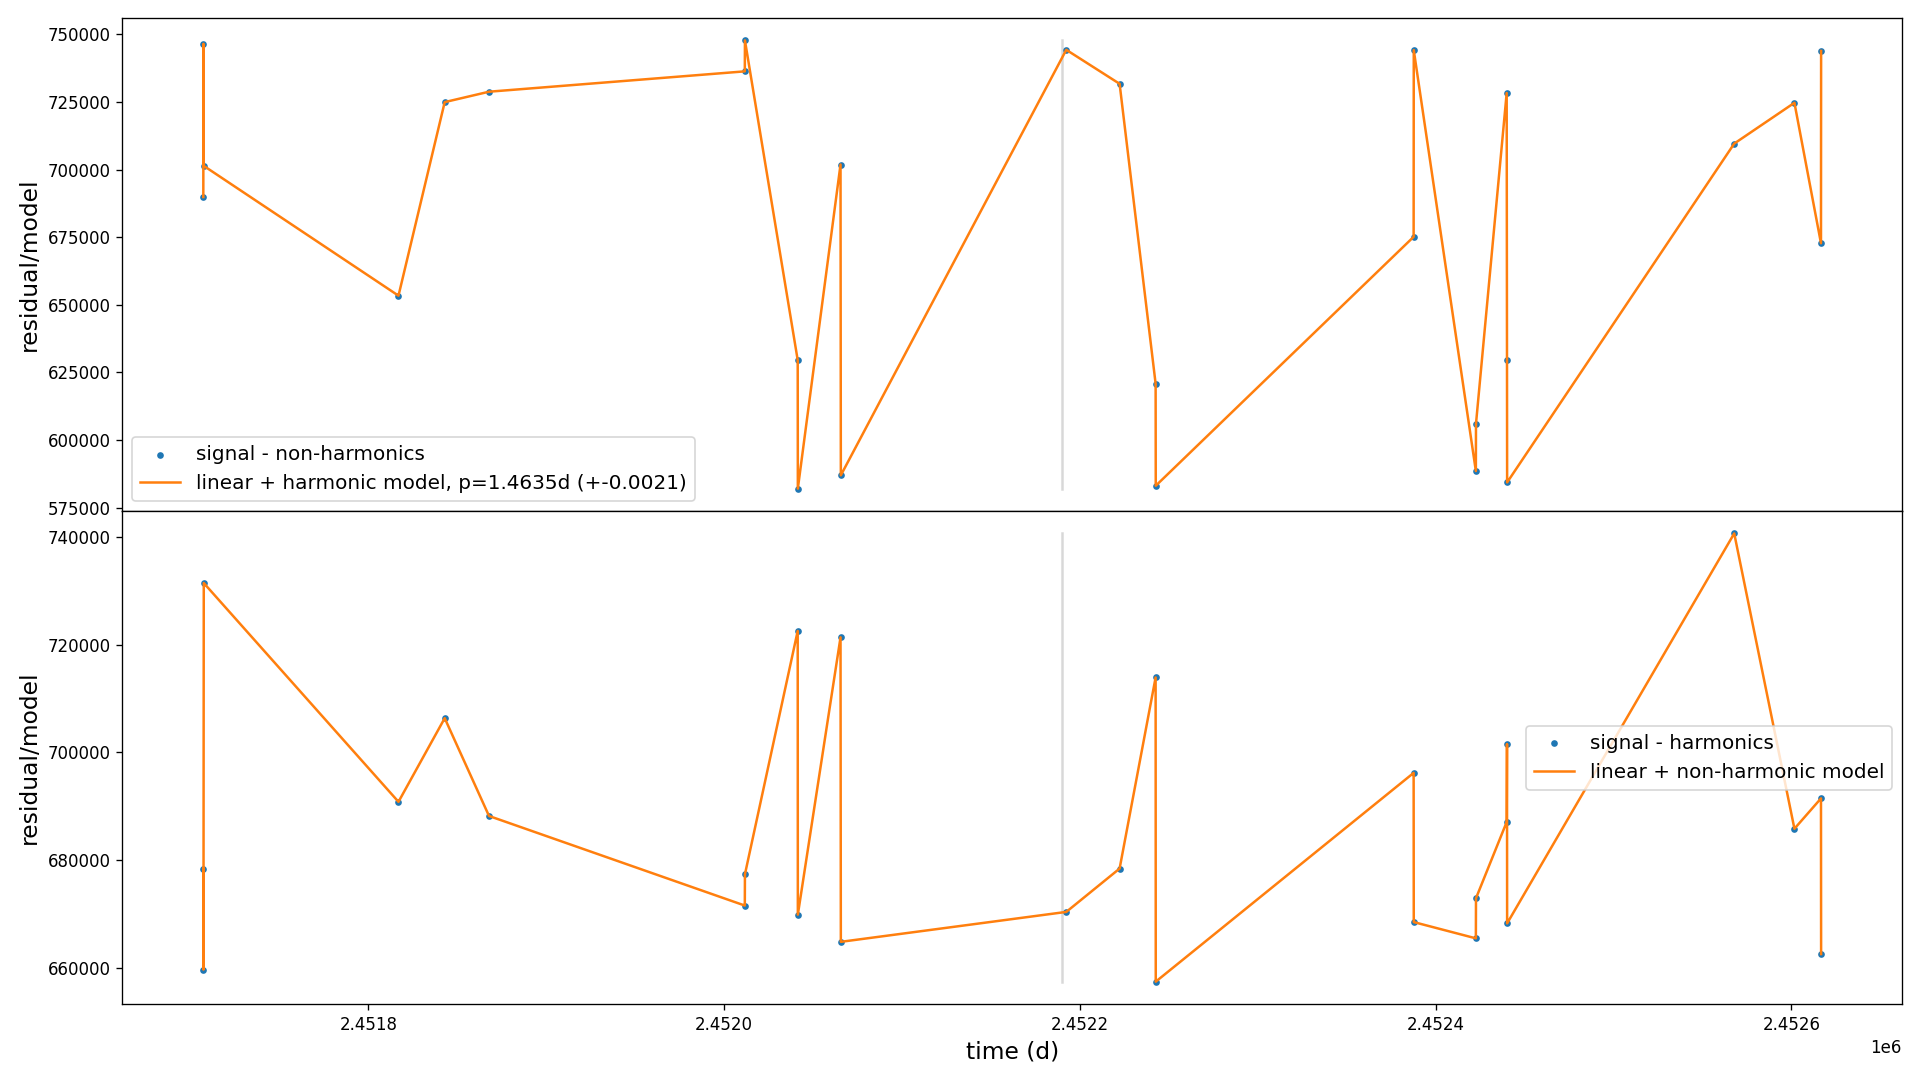 750000
725000
700000
675000
650000
625000
600000
575000
residual/model
signal - non-harmonics
linear + harmonic model, p=1.4635d (+-0.0021)
740000
720000
700000
680000
660000
residual/model
signal - harmonics
linear + non-harmonic model
2.4518
2.4520
2.4522
2.4524
2.4526
1e6
time (d)